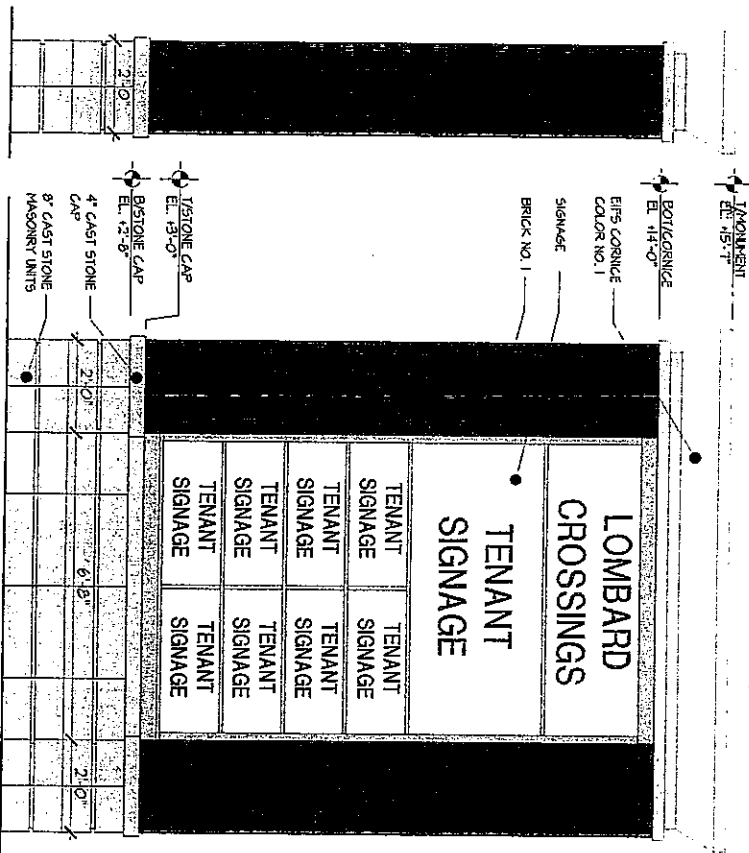 T/MONUMENT
EL. +15'-7"
BOT/CORNICE
EL. +14'-0"
EIFS CORNICE
COLOR NO. 1
SIGNAGE
BRICK NO. 1
T/STONE CAP
EL. +3'-0"
B/STONE CAP
EL. +2'-8"
4" CAST STONE
CAP
8" CAST STONE
MASONRY UNITS
LOMBARD
CROSSINGS
TENANT
SIGNAGE
TENANT
SIGNAGE
TENANT
SIGNAGE
TENANT
SIGNAGE
TENANT
SIGNAGE
TENANT
SIGNAGE
TENANT
SIGNAGE
TENANT
SIGNAGE
TENANT
SIGNAGE
2'-0"
2'-0"
6'-8"
2'-0"